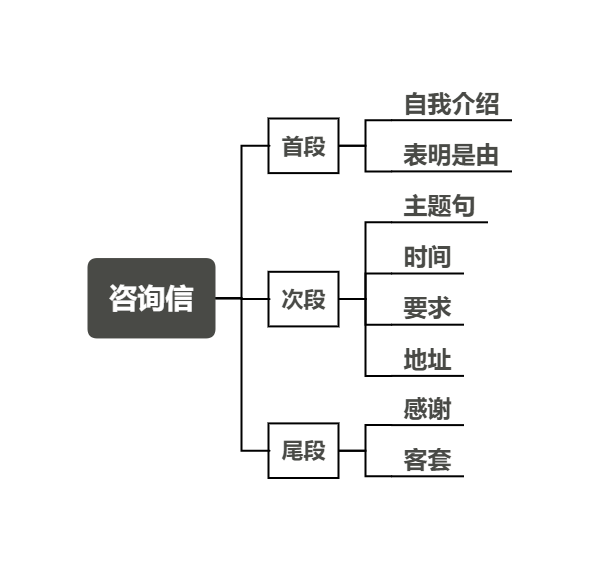 咨询信
首段
自我介绍
表明是由
次段
主题句
时间
要求
地址
尾段
感谢
客套